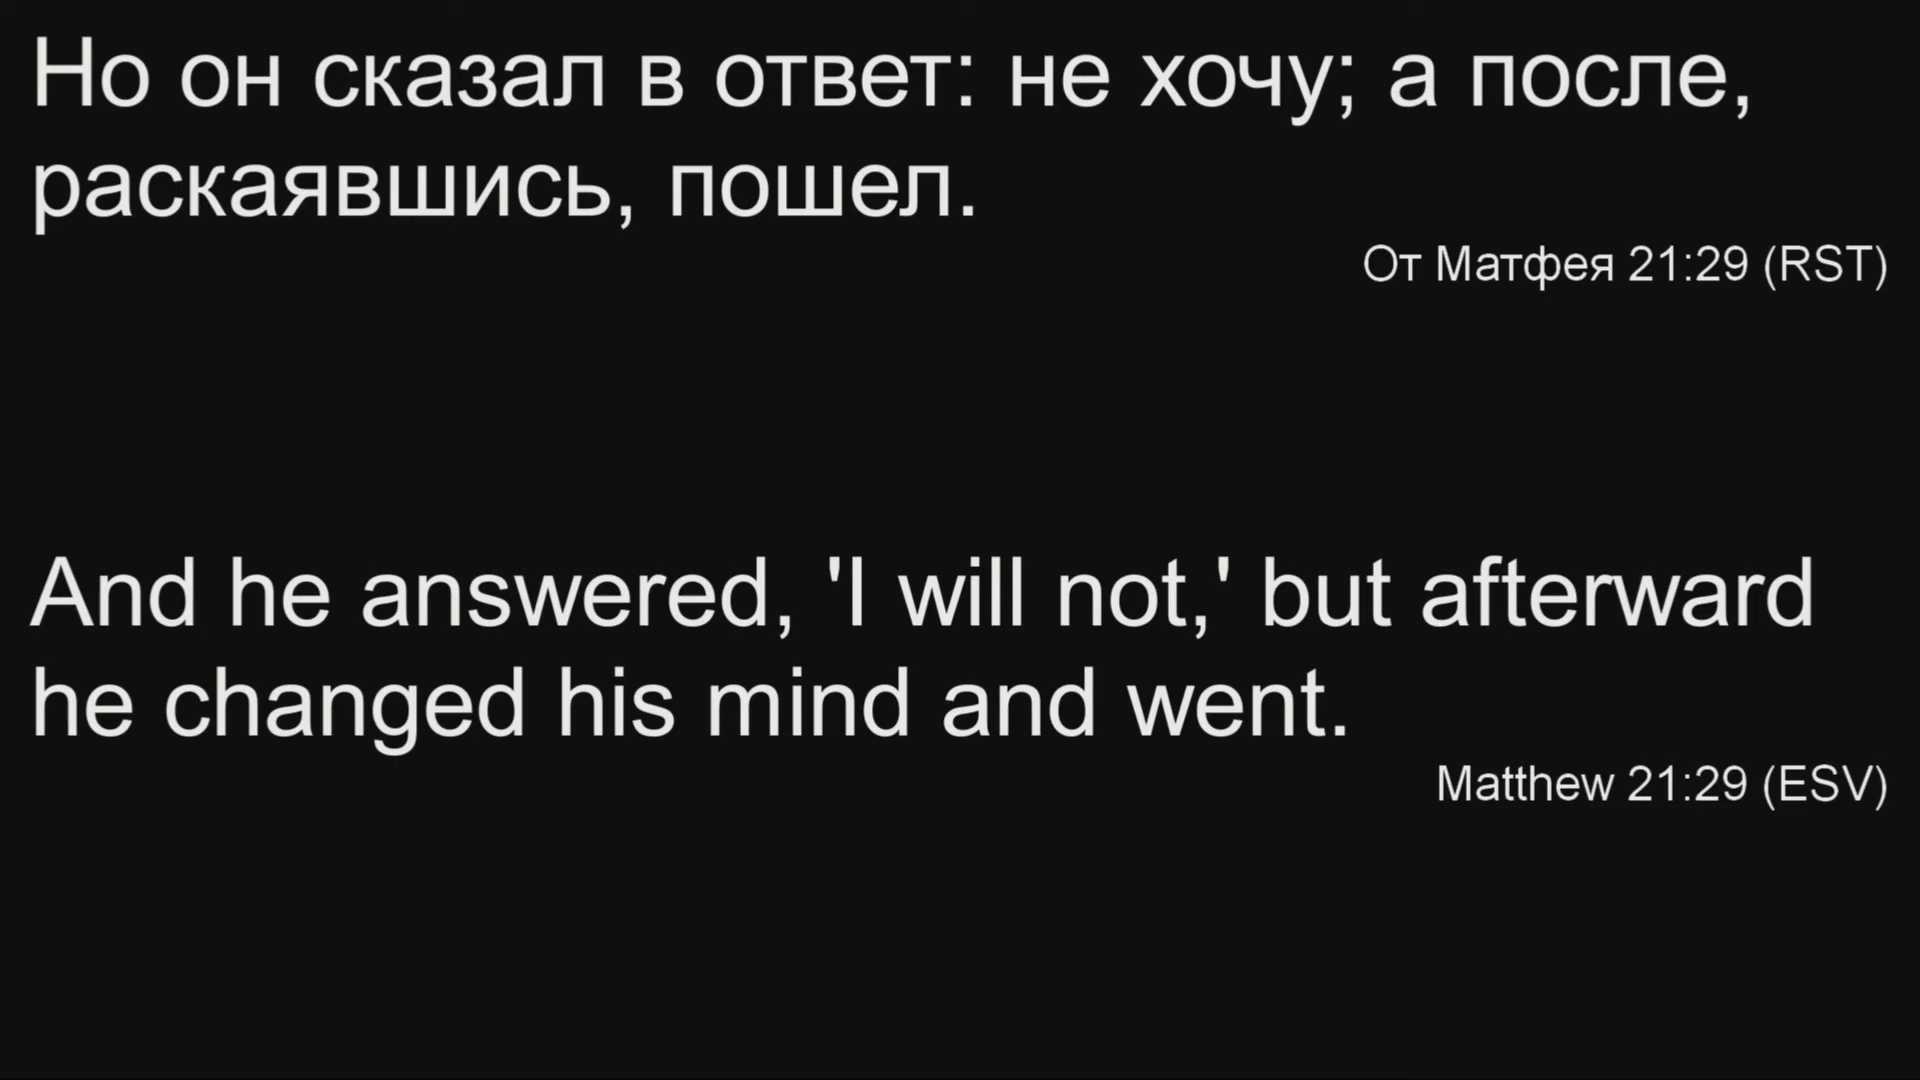 Но он сказал в ответ: не хочу; а после,
раскаявшись, пошел.
От Матфея 21:29 (RST)
And he answered, 'I will not,' but afterward
he changed his mind and went.
Matthew 21:29 (ESV)